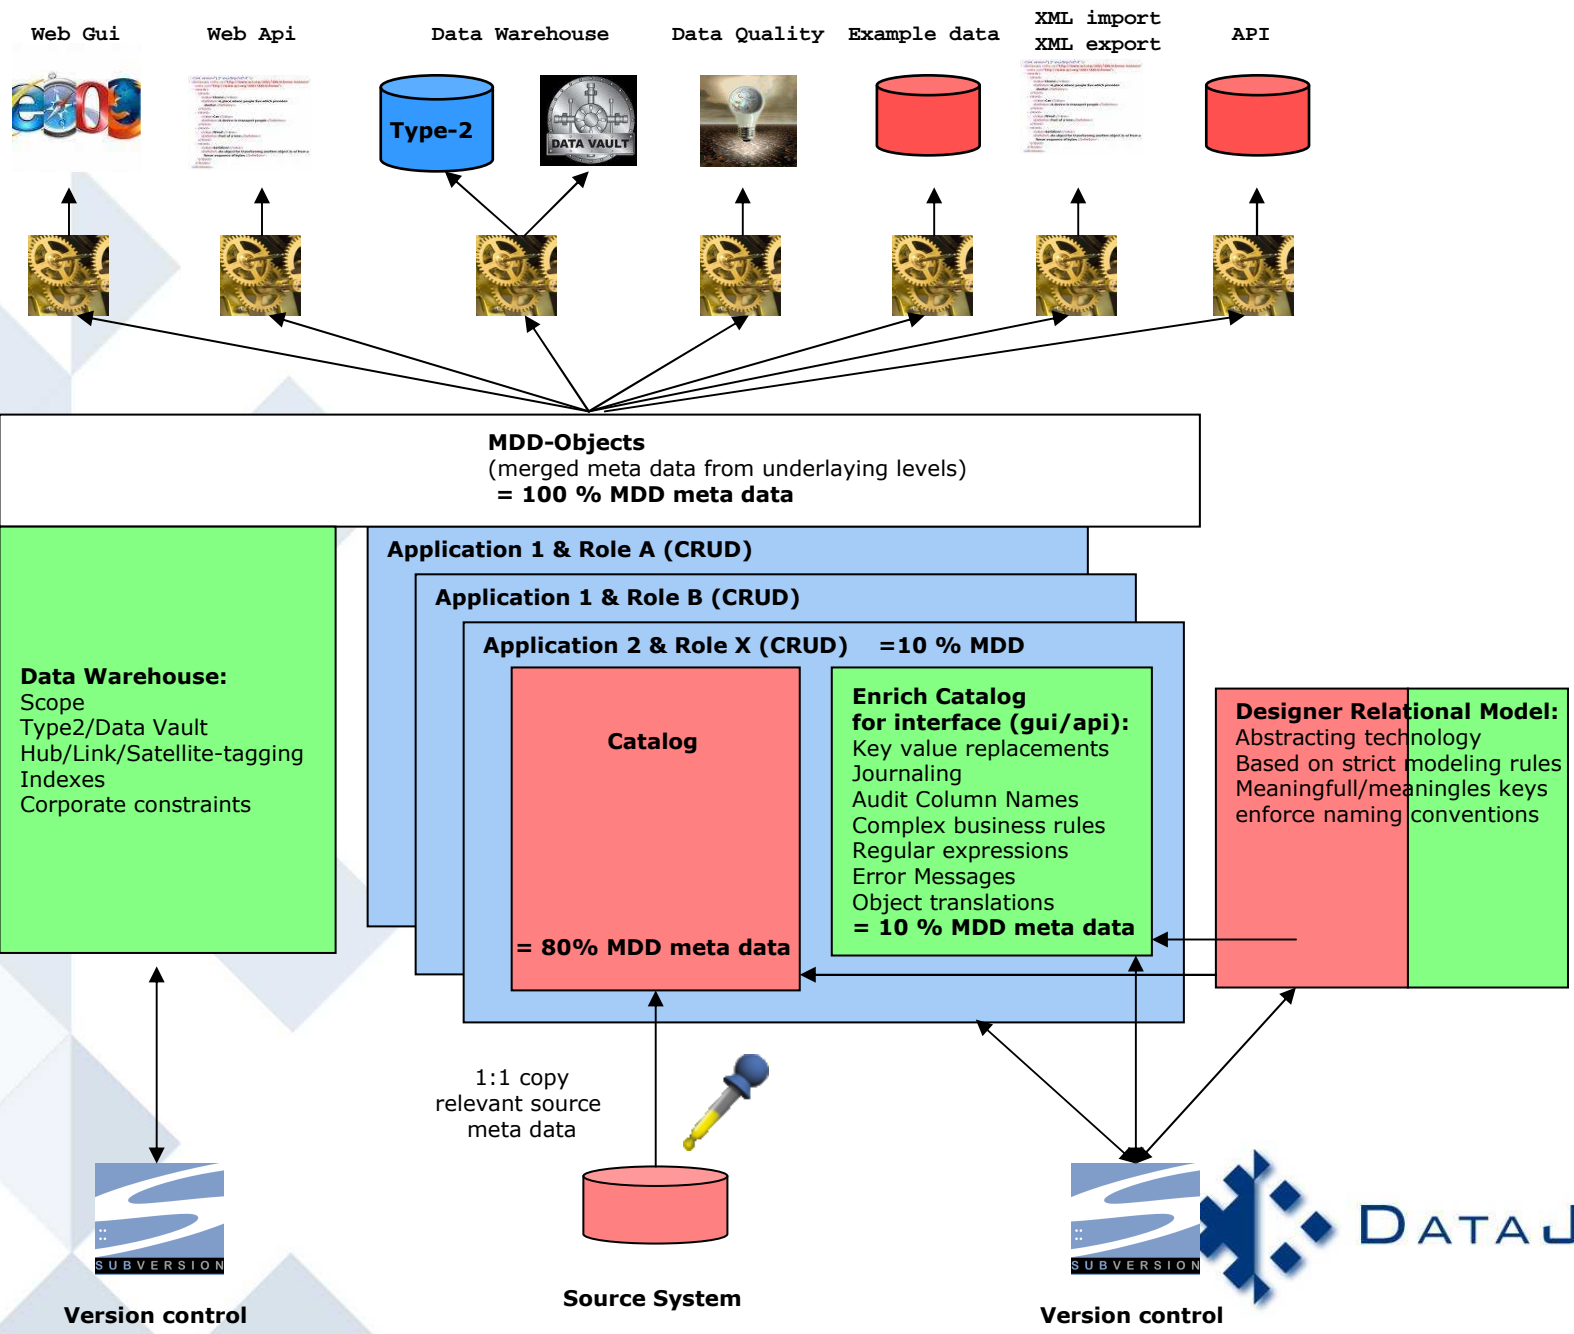 Web Gui
Web Api
Data Warehouse
Data Quality
Example data
XML import
XML export
API
Type-2
DATA VAULT
MDD-Objects
(merged meta data from underlaying levels)
= 100 % MDD meta data
Application 1 & Role A (CRUD)
Application 1 & Role B (CRUD)
Application 2 & Role X (CRUD) =10 % MDD
Data Warehouse:
Scope
Type2/Data Vault
Hub/Link/Satellite-tagging
Indexes
Corporate constraints
Catalog
= 80% MDD meta data
Enrich Catalog
for interface (gui/api):
Key value replacements
Journaling
Audit Column Names
Complex business rules
Regular expressions
Error Messages
Object translations
= 10 % MDD meta data
Designer Relational Model:
Abstracting technology
Based on strict modeling rules
Meaningfull/meaningles keys
enforce naming conventions
1:1 copy
relevant source
meta data
SUBVERSION
Version control
Source System
SUBVERSION
Version control
DATAJ